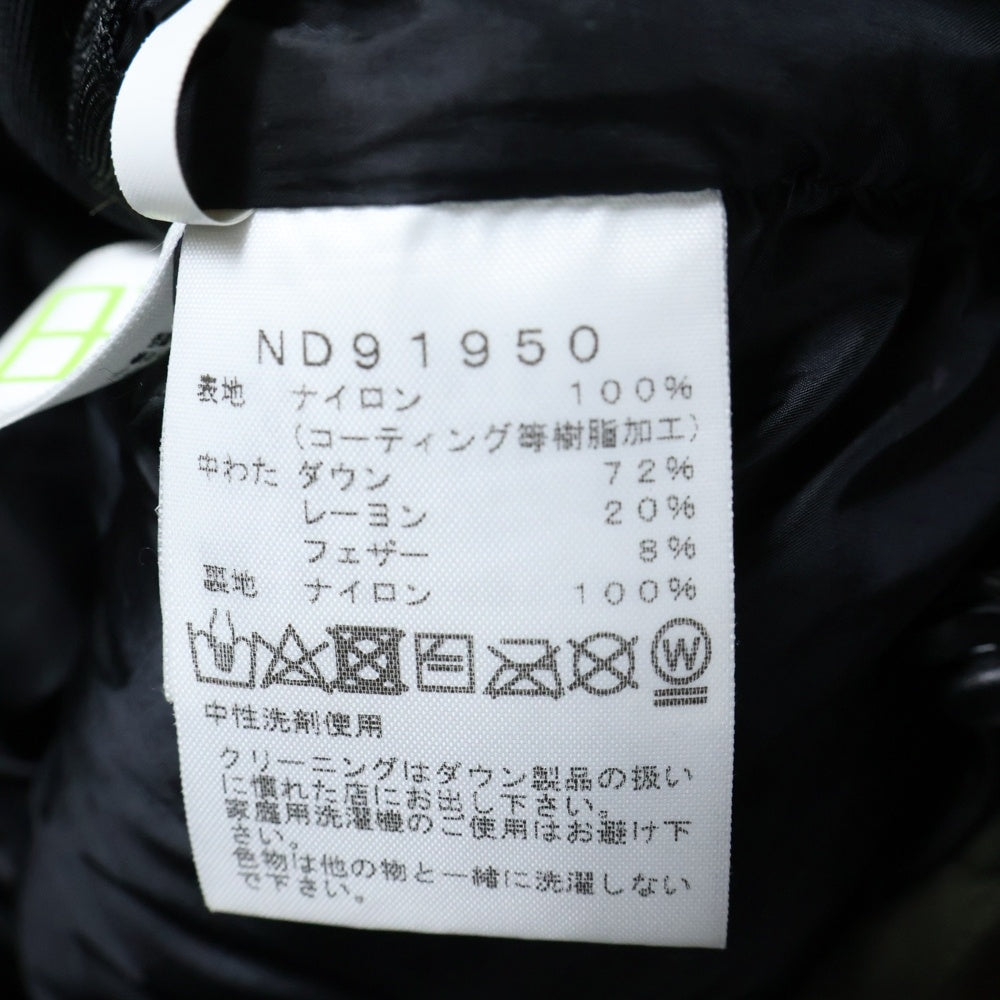 ND91950
表地 ナイロン 100%
(コーティング等樹脂加工)
中わた ダウン 72%
レーヨン 20%
フェザー 8%
裏地 ナイロン 100%
W
中性洗剤使用
クリーニングはダウン製品の扱い
に慣れた店にお出し下さい。
家庭用洗濯機のご使用はお避け下
さい。
色物は他の物と一緒に洗濯しない
で下さい。